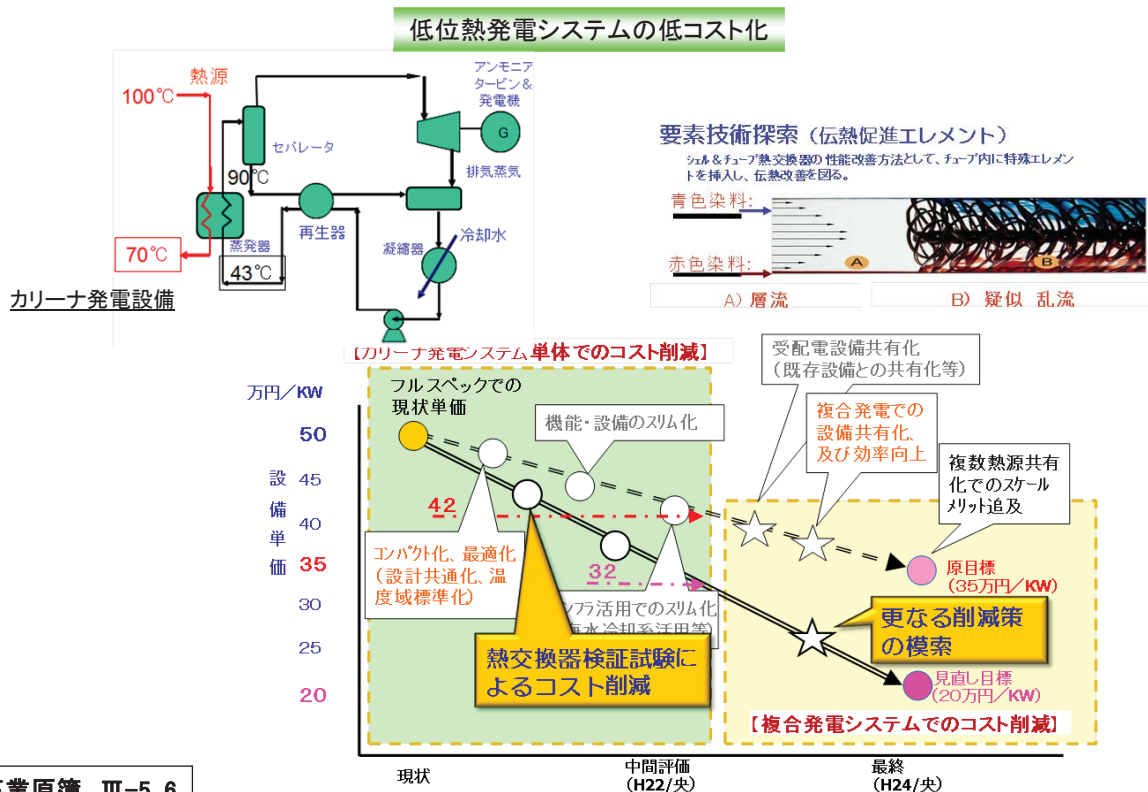 低位熱発電システムの低コスト化
熱源
100℃
アンモニア
タービン&
発電機
G
セパレータ
排気蒸気
90℃
再生器
冷却水
凝縮器
蒸発器
70℃
43℃
カリーナ発電設備
要素技術探索（伝熱促進エレメント）
シェル&チューブ熱交換器の性能改善方法として、チューブ内に特殊エレメン
トを挿入し、伝熱改善を図る。
青色染料:
赤色染料:
A
B
A）層流
B）疑似 乱流
【カリーナ発電システム単体でのコスト削減】
万円／KW
設備単価
50
45
40
35
30
25
20
フルスペックでの
現状単価
機能・設備のスリム化
受配電設備共有化
(既存設備との共有化等)
複合発電での
設備共有化、
及び効率向上
複数熱源共有
化でのスケール
メリット追及
42
32
コンパクト化、最適化
（設計共通化、温
度域標準化）
ンフラ活用でのスリム化
海水冷却系活用等)
熱交換器検証試験に
よるコスト削減
原目標
(35万円／KW)
更なる削減策
の模索
見直し目標
(20万円／KW)
【複合発電システムでのコスト削減】
現状
中間評価
(H22/央)
最終
(H24/央)
事業原簿 Ⅲ-5.6